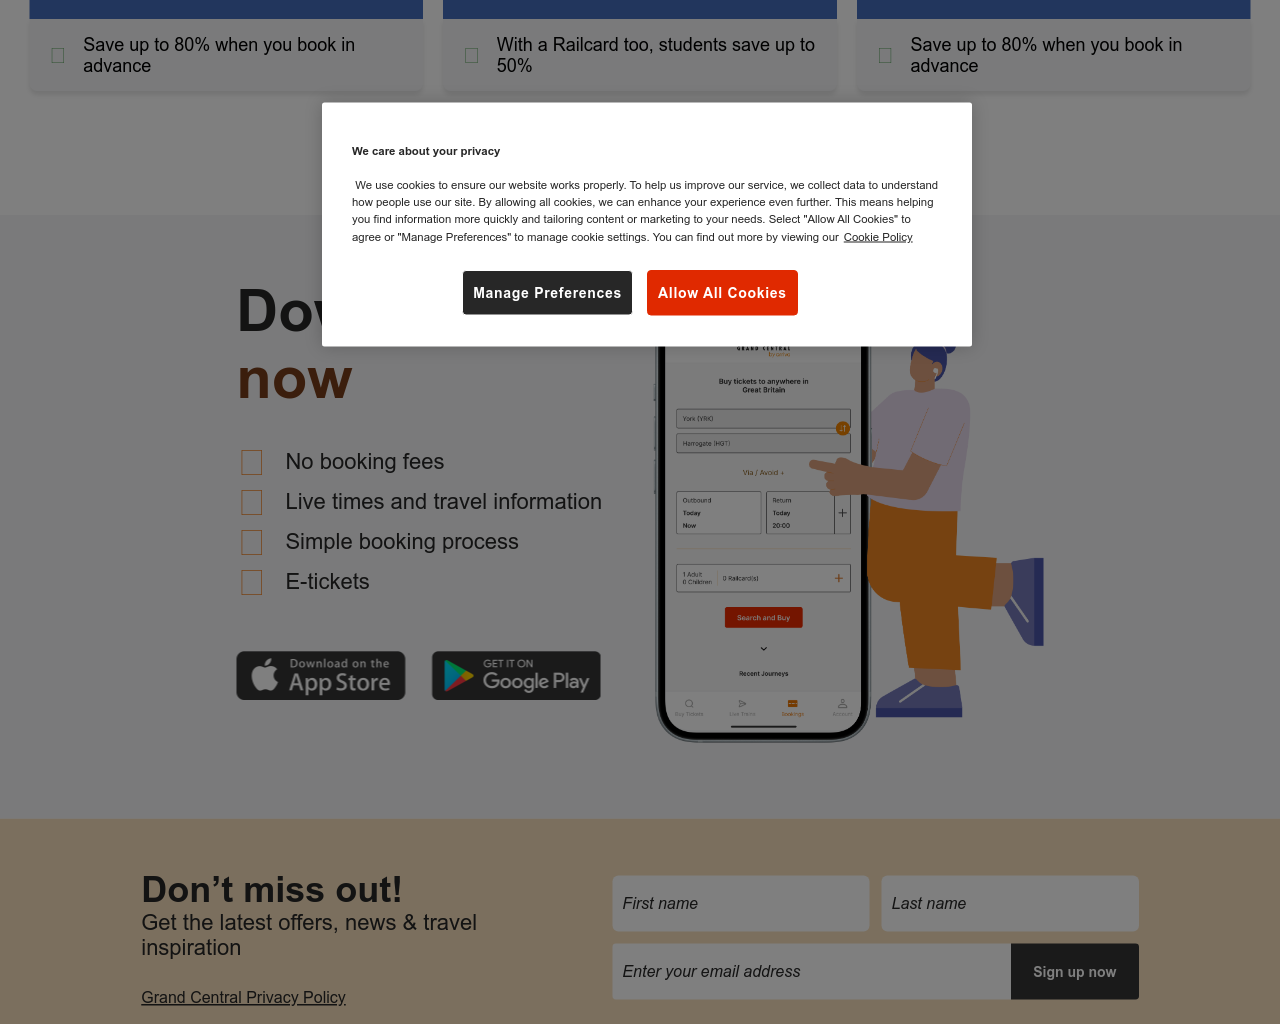 Save up to 80% when you book in
advance
With a Railcard too, students save up to
50%
Save up to 80% when you book in
advance
We care about your privacy
We use cookies to ensure our website works properly. To help us improve our service, we collect data to understand
how people use our site. By allowing all cookies, we can enhance your experience even further. This means helping
you find information more quickly and tailoring content or marketing to your needs. Select "Allow All Cookies" to
agree or "Manage Preferences" to manage cookie settings. You can find out more by viewing our Cookie Policy
Manage Preferences
Allow All Cookies
now
No booking fees
Live times and travel information
Simple booking process
E-tickets
Download on the
App Store
GET IT ON
Google Play
GRAND CENTRAL
by arriva
Buy tickets to anywhere in
Great Britain
York (YRK)
Harrogate (HGT)
Via / Avoid +
Outbound
Today
Now
Return
Today
20:00
1 Adult
0 Children
0 Railcard(s)
Search and Buy
Recent Journeys
Buy Tickets
Live Trains
Bookings
Account
Don’t miss out!
Get the latest offers, news & travel
inspiration
Grand Central Privacy Policy
First name
Last name
Enter your email address
Sign up now